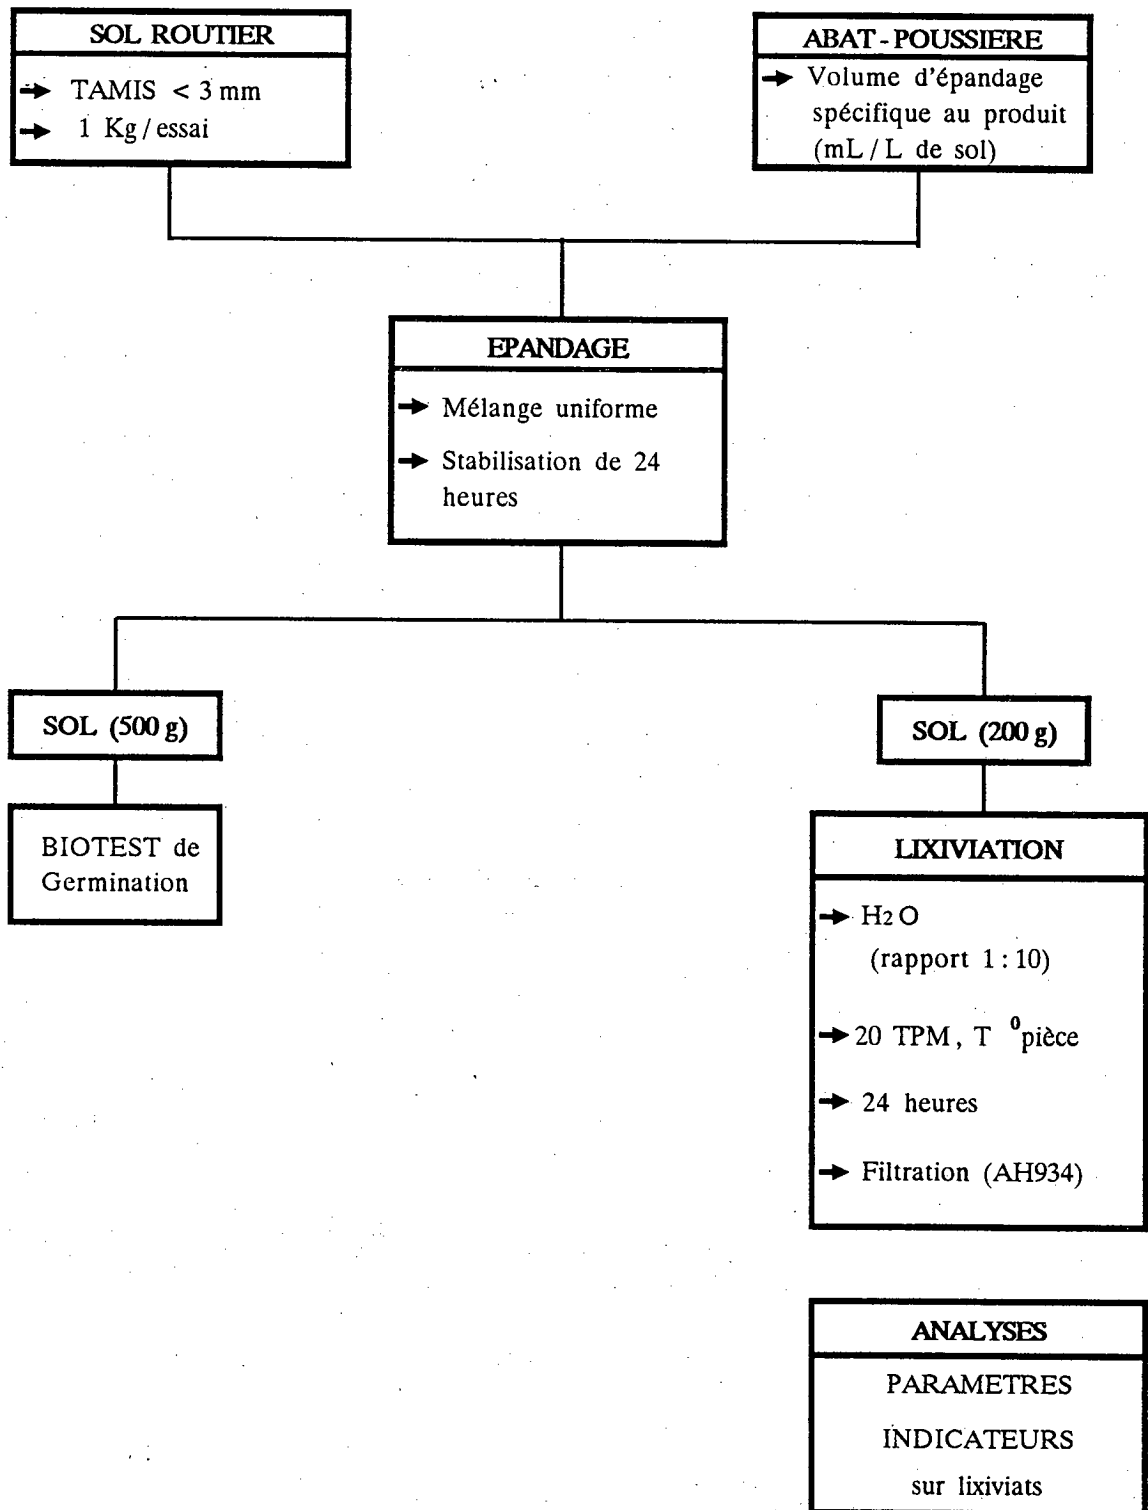 SOL ROUTIER
→ TAMIS < 3 mm
→ 1 Kg / essai
ABAT - POUSSIERE
→ Volume d'épandage
spécifique au produit
(mL / L de sol)
EPANDAGE
→ Mélange uniforme
→ Stabilisation de 24
heures
SOL (500 g)
BIOTEST de
Germination
SOL (200 g)
LIXIVIATION
→ H2O
(rapport 1 : 10)
→ 20 TPM, T °pièce
→ 24 heures
→ Filtration (AH934)
ANALYSES
PARAMETRES
INDICATEURS
sur lixiviats